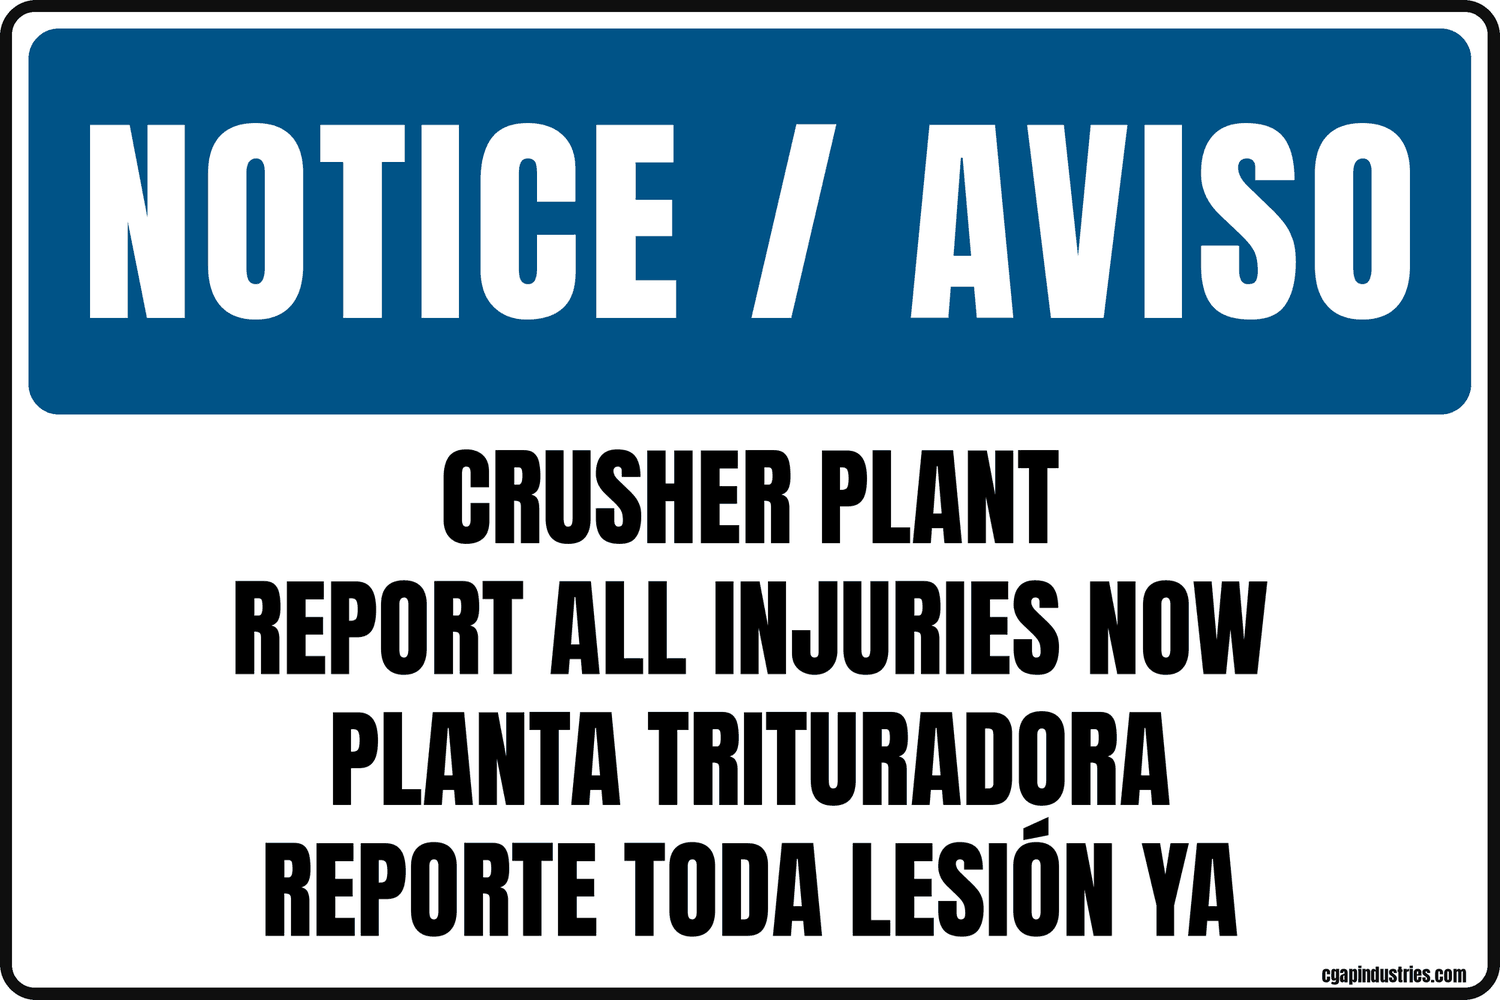 NOTICE / AVISO
CRUSHER PLANT
REPORT ALL INJURIES NOW
PLANTA TRITURADORA
REPORTE TODA LESIÓN YA
cgapindustries.com